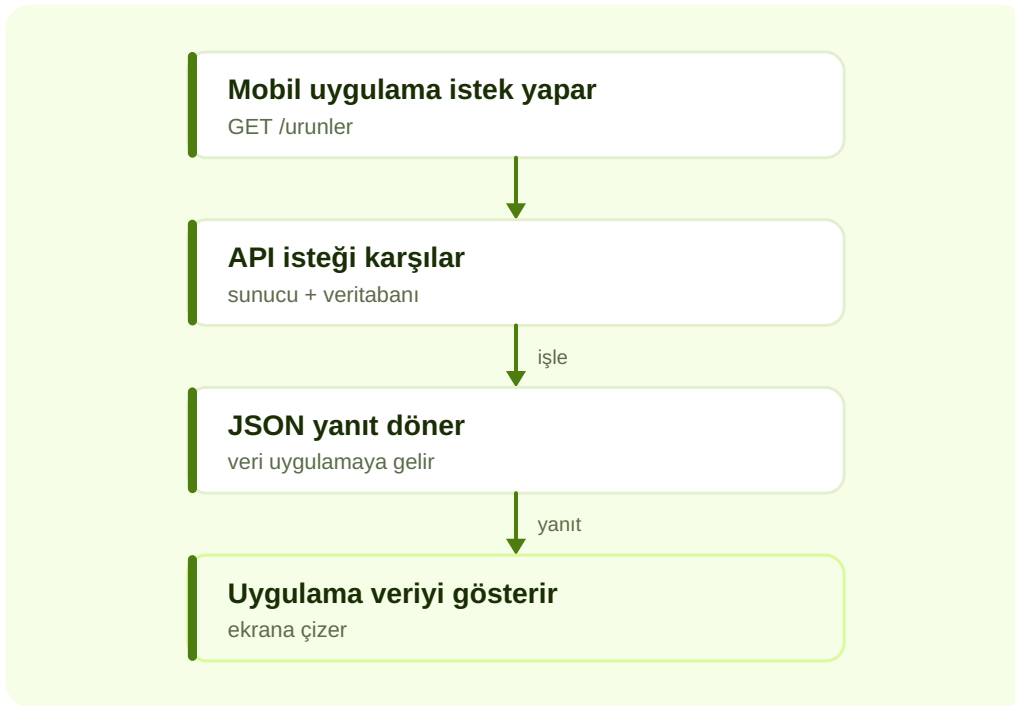 Mobil uygulama istek yapar
GET /urunler
API isteği karşılar
sunucu + veritabanı
işle
JSON yanıt döner
veri uygulamaya gelir
yanıt
Uygulama veriyi gösterir
ekrana çizer